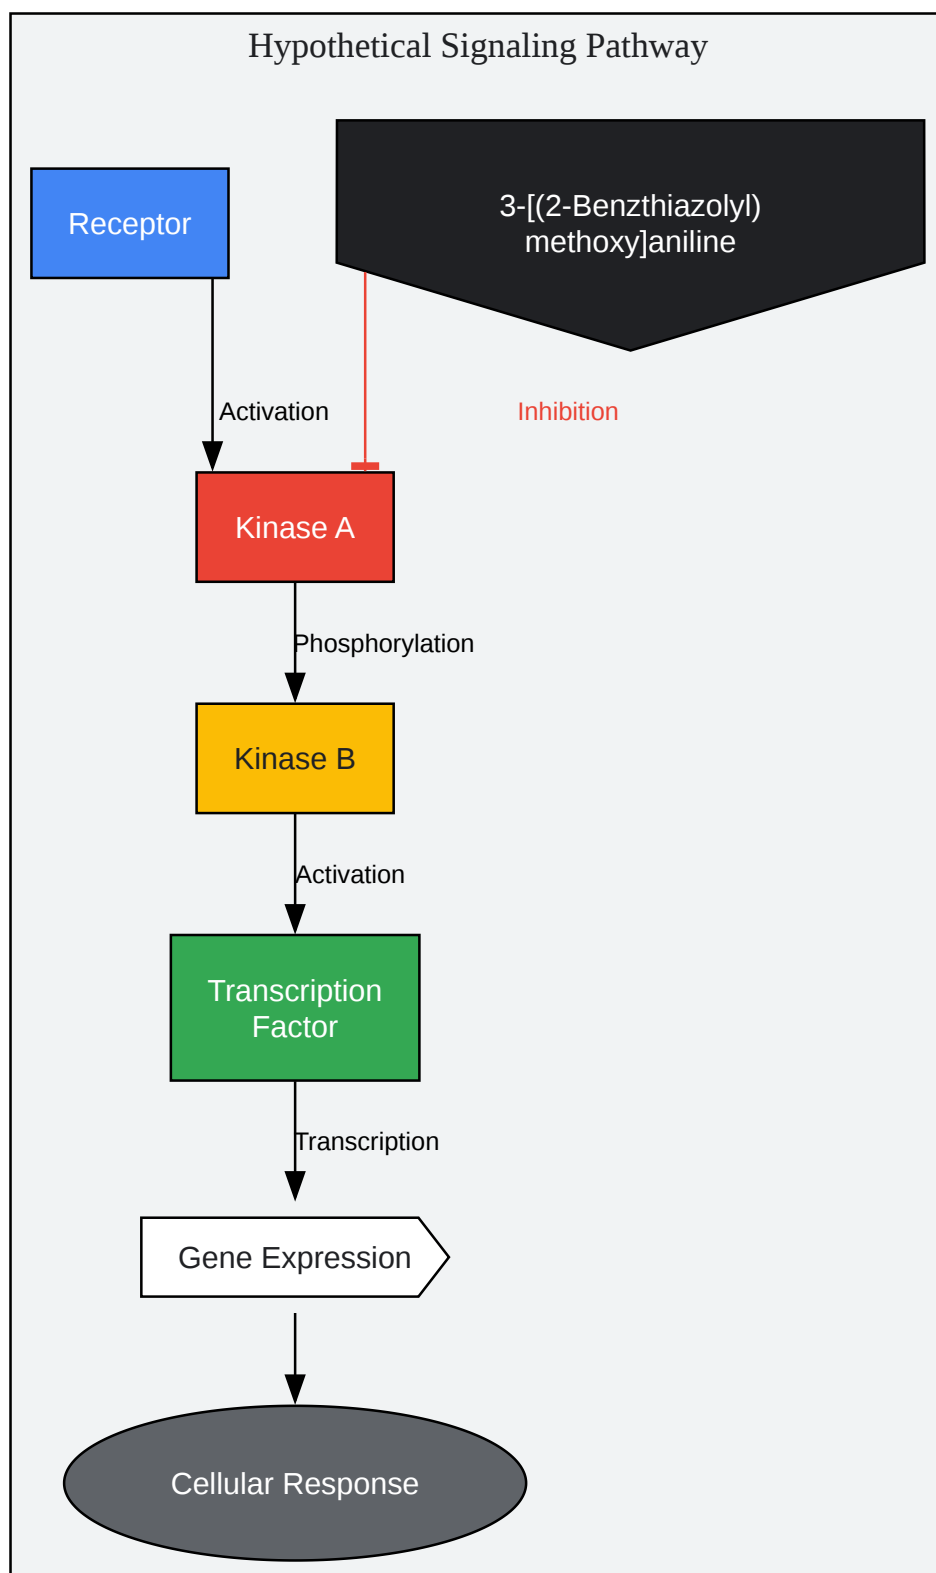 Hypothetical Signaling Pathway
Receptor
3-[(2-Benzthiazolyl)
methoxy]aniline
Activation
Inhibition
Kinase A
Phosphorylation
Kinase B
Activation
Transcription
Factor
Transcription
Gene Expression
Cellular Response